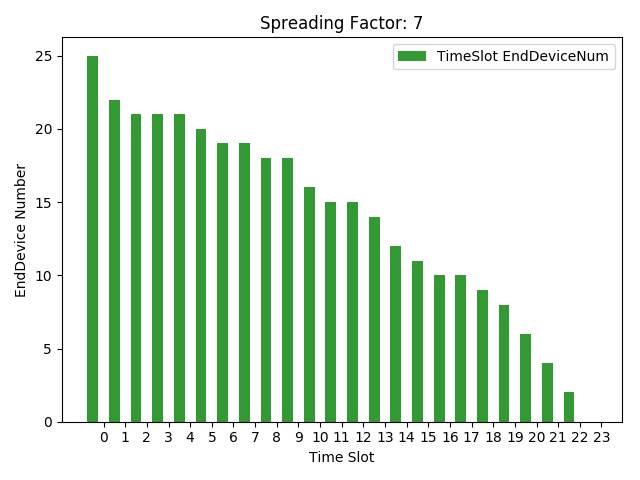 Spreading Factor: 7
TimeSlot EndDeviceNum
EndDevice Number
25
20
15
10
5
0
0 1 2 3 4 5 6 7 8 9 10 11 12 13 14 15 16 17 18 19 20 21 22 23
Time Slot